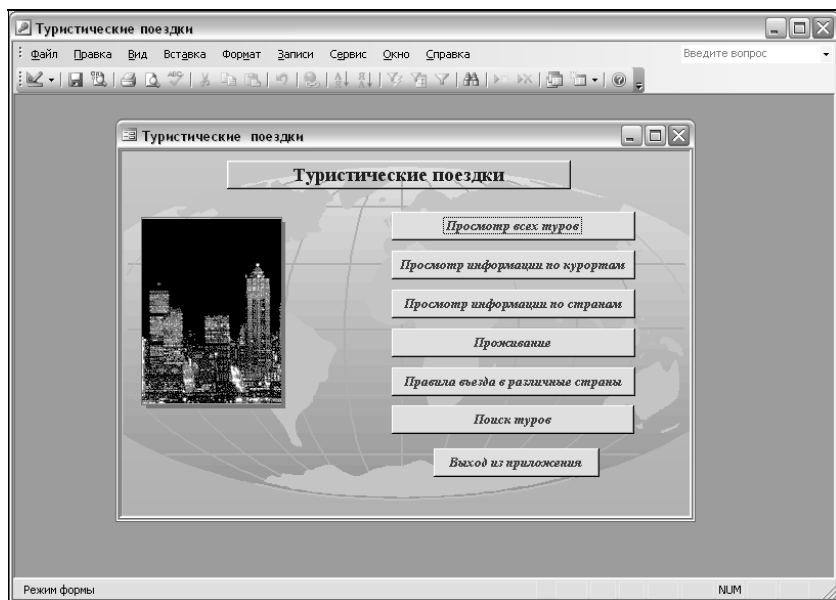 Туристические поездки
Файл Правка Вид Вставка Формат Записи Сервис Окно Справка Введите вопрос
Туристические поездки
Туристические поездки
Просмотр всех туров
Просмотр информации по курортам
Просмотр информации по странам
Проживание
Правила въезда в различные страны
Поиск туров
Выход из приложения
Режим формы NUM